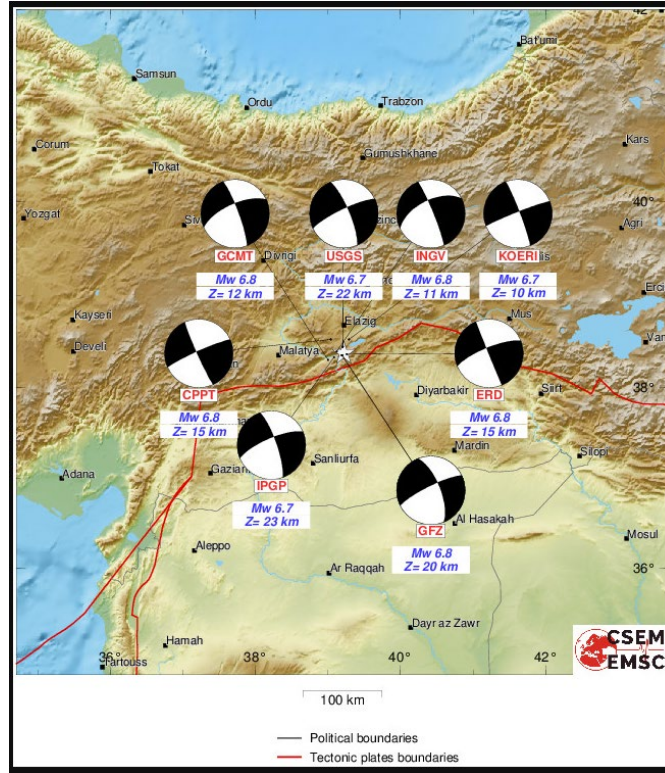 42°
Bat'umi
Samsun
Ordu
Trabzon
Corum
Gumushkhane
Kars
Tokat
40°
Yozgat
Agri
GCMT
USGS
INGV
KOERI
Divrigi
Mw 6.8
Z= 12 km
Mw 6.7
Z= 22 km
Mw 6.8
Z= 11 km
Mw 6.7
Z= 10 km
Kayseri
Elazig
Mus
Develi
Malatya
38°
CPPT
Diyarbakir
ERD
Siirt
Mw 6.8
Z= 15 km
Mw 6.8
Z= 15 km
Mardin
Silopi
Adana
Sanliurfa
IPGP
Mw 6.7
Z= 23 km
GFZ
Al Hasakah
Mosul
Mw 6.8
Z= 20 km
Aleppo
36°
Ar Raqqah
Dayr az Zawr
Hamah
CSEM
EMSC
36°
38°
40°
42°
Tartouss
100 km
Political boundaries
Tectonic plates boundaries